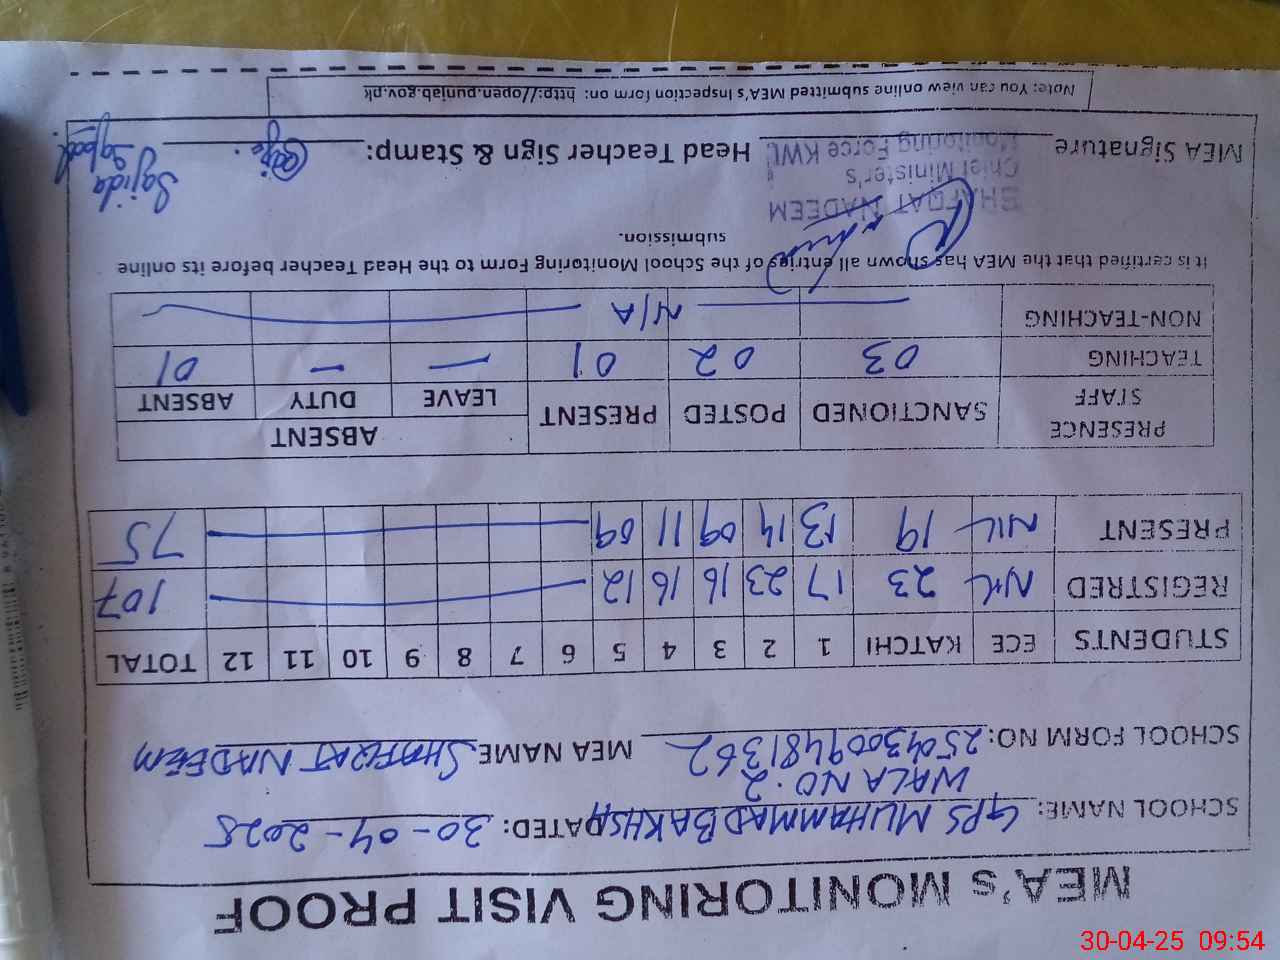 MEA's MONITORING VISIT PROOF
SCHOOL NAME: GPS MUHAMMAD BAKHSH DATED: 30-04-2025
WALA NO. 2
SCHOOL FORM NO: 25043009481362 MEA NAME SHAFQAT NADEEM
STUDENTS ECE KATCHI 1 2 3 4 5 6 7 8 9 10 11 12 TOTAL
REGISTRED NIL 23 17 23 16 16 12 107
PRESENT NIL 19 13 14 09 11 09 75
PRESENCE STAFF SANCTIONED POSTED PRESENT ABSENT
LEAVE DUTY ABSENT
TEACHING 03 02 01 — — 01
NON-TEACHING N/A
It is certified that the MEA has shown all entries of the School Monitoring Form to the Head Teacher before its online
submission.
SHAFQAT NADEEM
Chief Minister's
Monitoring Force KWL
MEA Signature Head Teacher Sign & Stamp:
Sajida
Note: You can view online submitted MEA's Inspection form on: http://open.punjab.gov.pk
30-04-25 09:54